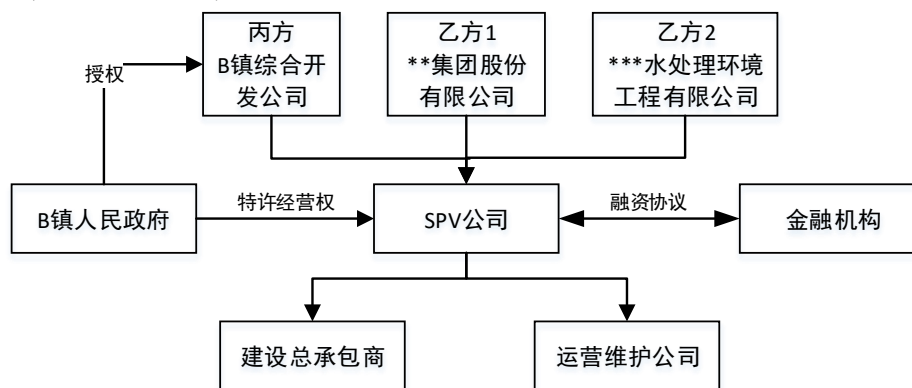 丙方
B镇综合开
发公司
乙方1
**集团股份
有限公司
乙方2
***水处理环境
工程有限公司
授权
B镇人民政府
特许经营权
SPV公司
融资协议
金融机构
建设总承包商
运营维护公司